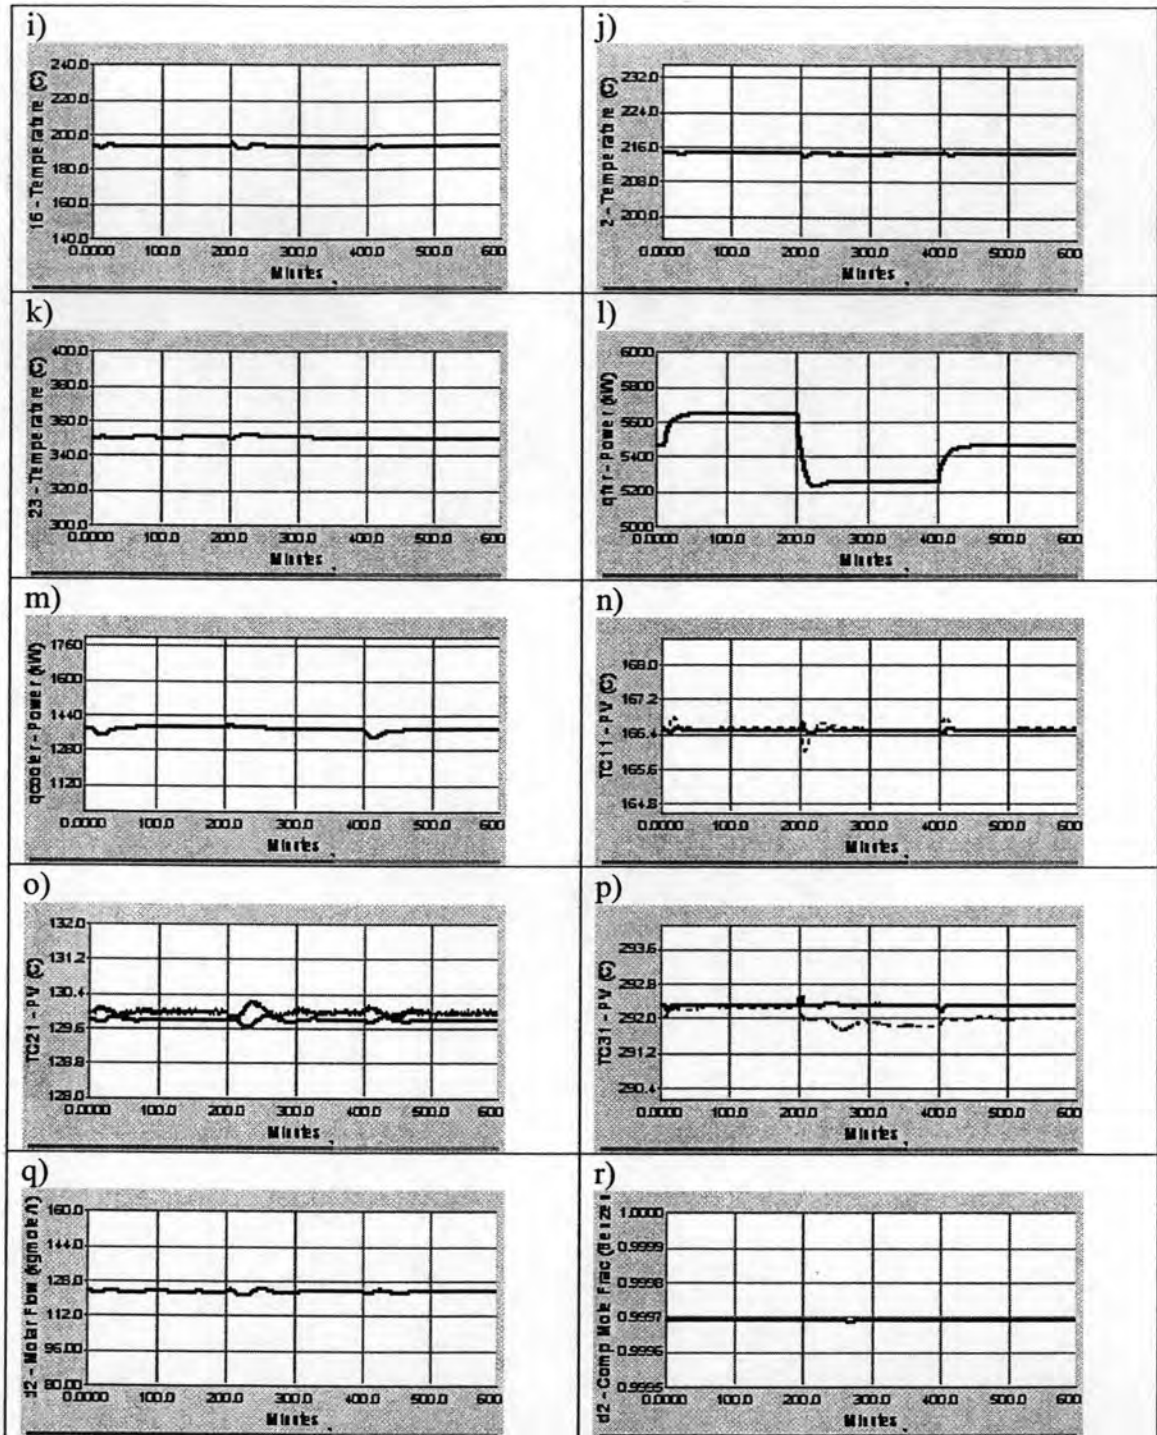 i)
16 - Temperature (C)
240.0
220.0
200.0
180.0
160.0
140.0
0.0000 100.0 200.0 300.0 400.0 500.0 600
Minutes
j)
2 - Temperature (C)
232.0
224.0
216.0
208.0
200.0
0.0000 100.0 200.0 300.0 400.0 500.0 600
Minutes
k)
23 - Temperature (C)
400.0
380.0
360.0
340.0
320.0
300.0
0.0000 100.0 200.0 300.0 400.0 500.0 600
Minutes
l)
qfur - Power (kW)
6000
5800
5600
5400
5200
5000
0.0000 100.0 200.0 300.0 400.0 500.0 600
Minutes
m)
qcooler - Power (kW)
1760
1600
1440
1280
1120
0.0000 100.0 200.0 300.0 400.0 500.0 600
Minutes
n)
TC11 - PV (C)
168.0
167.2
166.4
165.6
164.8
0.0000 100.0 200.0 300.0 400.0 500.0 600
Minutes
o)
TC21 - PV (C)
132.0
131.2
130.4
129.6
128.8
128.0
0.0000 100.0 200.0 300.0 400.0 500.0 600
Minutes
p)
TC31 - PV (C)
293.6
292.8
292.0
291.2
290.4
0.0000 100.0 200.0 300.0 400.0 500.0 600
Minutes
q)
d2 - Molar Flow (kgmole/h)
160.0
144.0
128.0
112.0
96.00
80.00
0.0000 100.0 200.0 300.0 400.0 500.0 600
Minutes
r)
d2 - Comp Mole Frac (Benzene
1.0000
0.9999
0.9998
0.9997
0.9996
0.9995
0.0000 100.0 200.0 300.0 400.0 500.0 600
Minutes